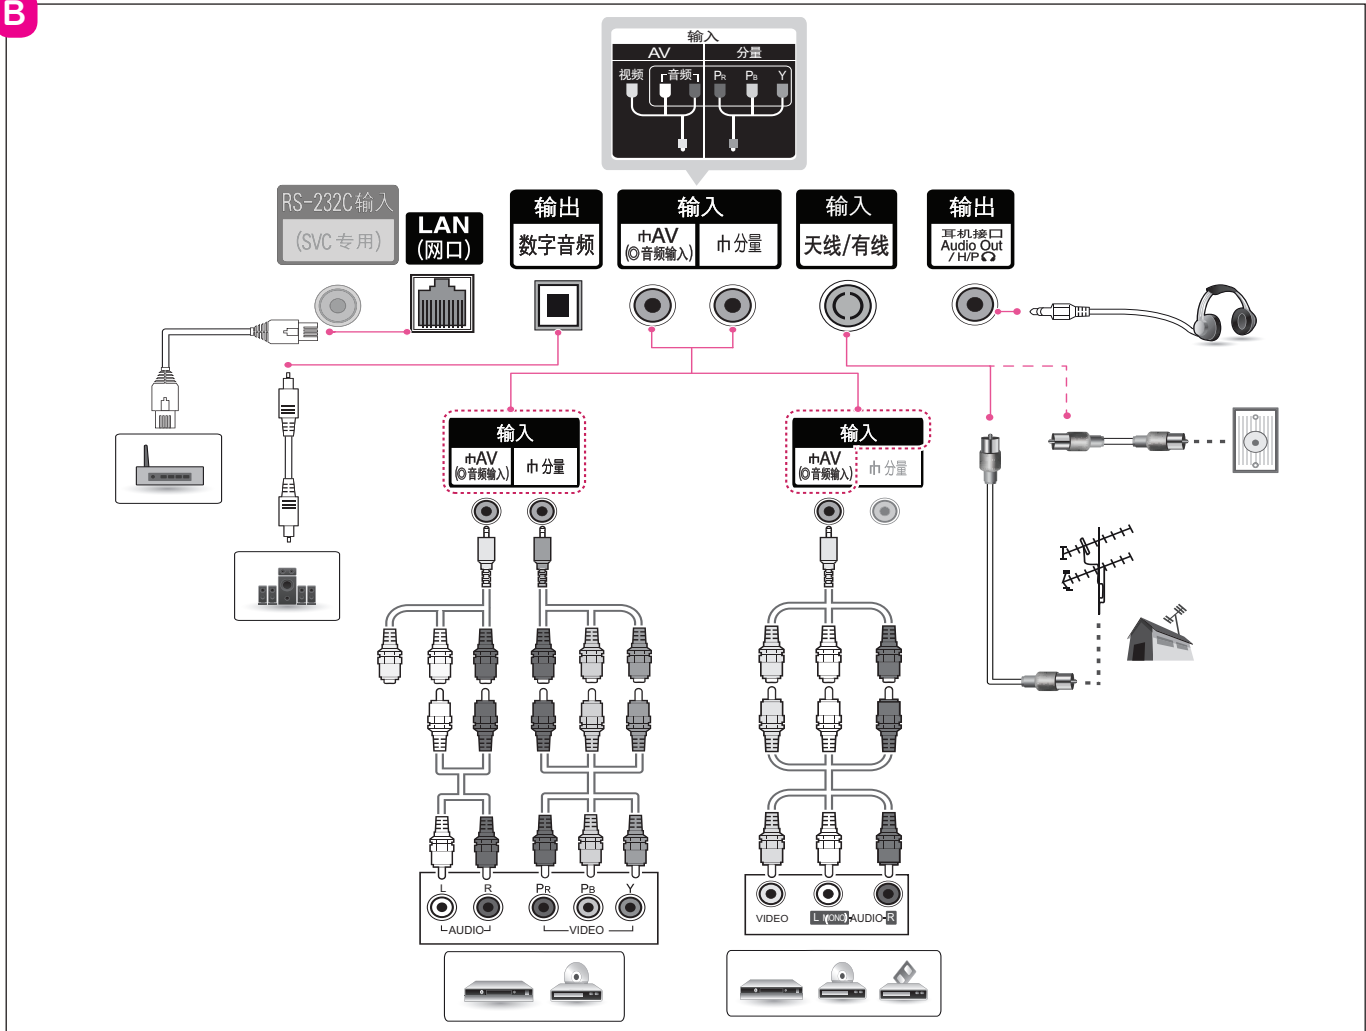 B
输入
AV 分量
视频 音频 PR PB Y
RS-232C输入
(SVC 专用)
LAN
(网口)
输出
数字音频
输入
AV
(音频输入)
分量
输入
天线/有线
输出
耳机接口
Audio Out
/ H/P
输入
AV
(音频输入)
分量
输入
AV
(音频输入)
分量
L R PR PB Y
AUDIO VIDEO
VIDEO L (MONO) AUDIO R